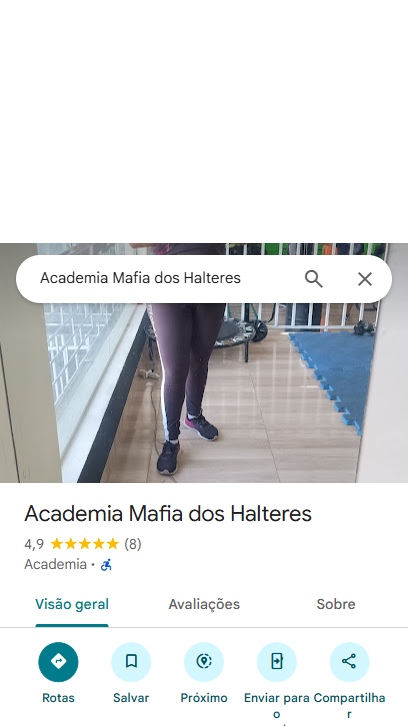 Academia Mafia dos Halteres
Academia Mafia dos Halteres
4,9 (8)
Academia ·
Visão geral Avaliações Sobre
Rotas Salvar Próximo Enviar para Compartilha
o r